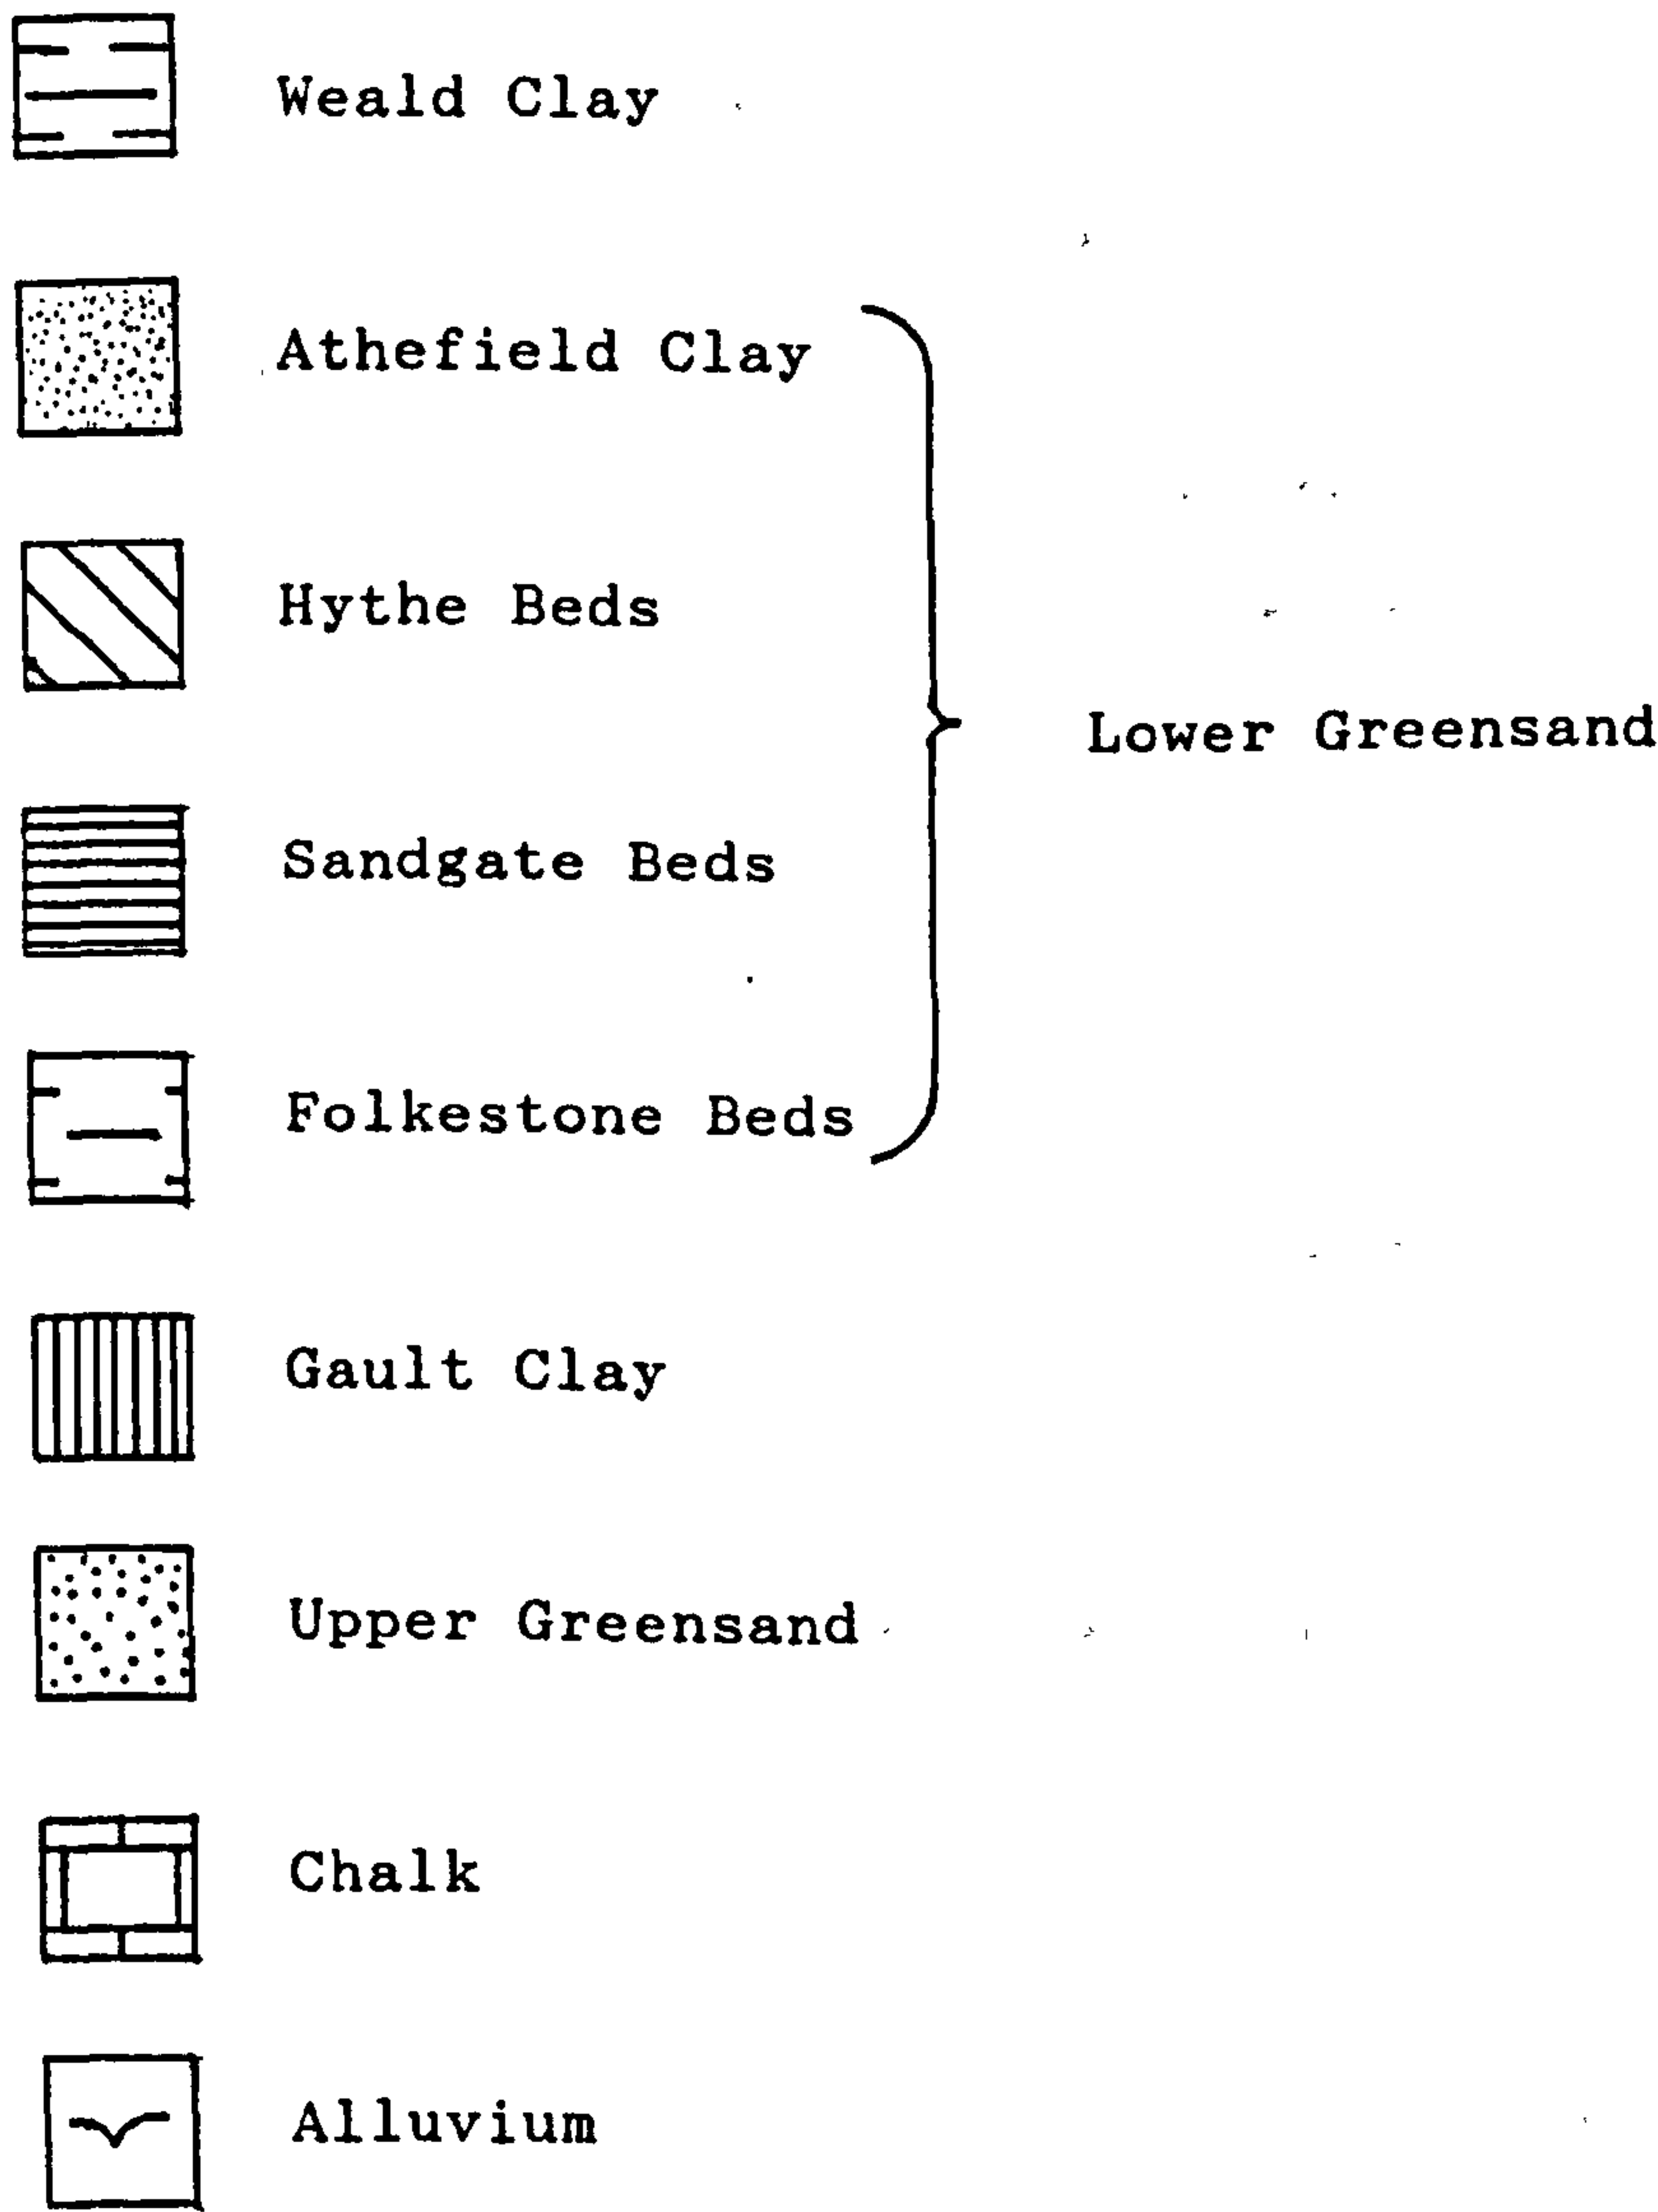 Weald Clay
Athefield Clay
Hythe Beds
Lower Greensand
Sandgate Beds
Folkestone Beds
Gault Clay
Upper Greensand
Chalk
Alluvium